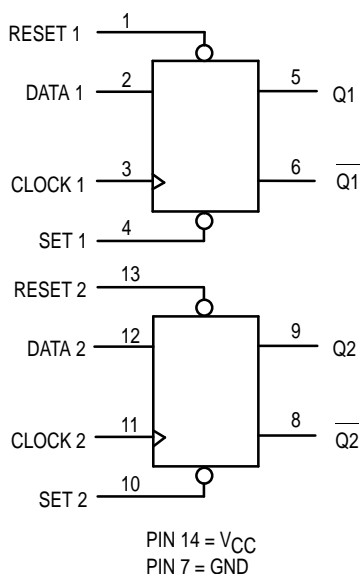 RESET 1 1
DATA 1 2 5 Q1
CLOCK 1 3 6 Q1
SET 1 4
RESET 2 13
DATA 2 12 9 Q2
CLOCK 2 11 8 Q2
SET 2 10
PIN 14 = VCC
PIN 7 = GND